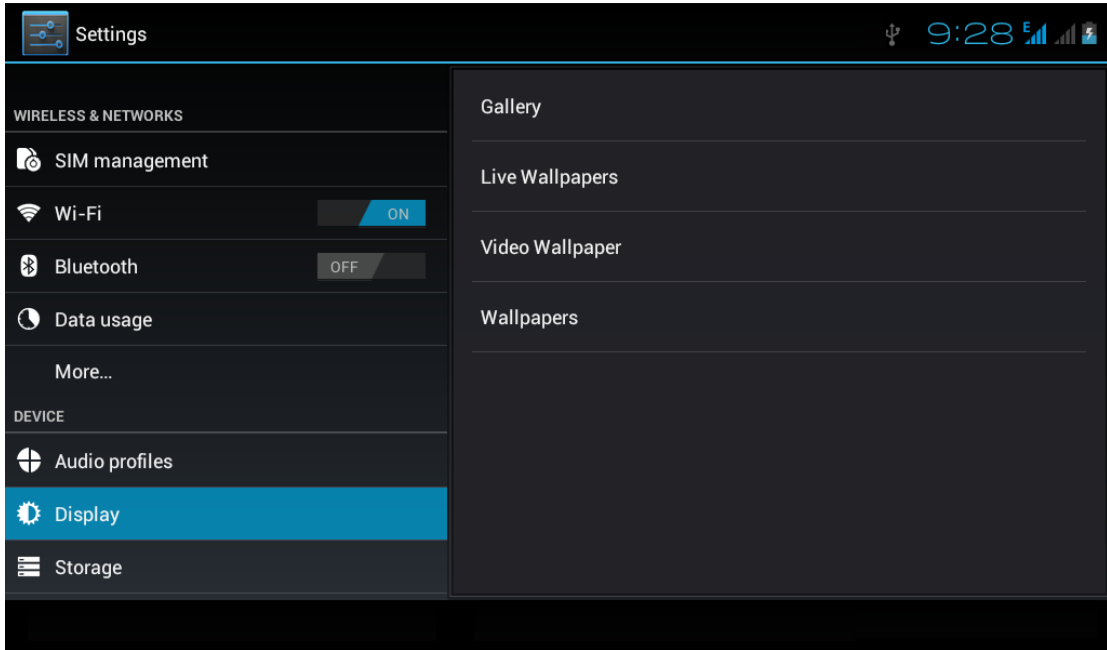 Settings
9:28
E
WIRELESS & NETWORKS
SIM management
Wi-Fi
ON
Bluetooth
OFF
Data usage
More...
DEVICE
Audio profiles
Display
Storage
Gallery
Live Wallpapers
Video Wallpaper
Wallpapers